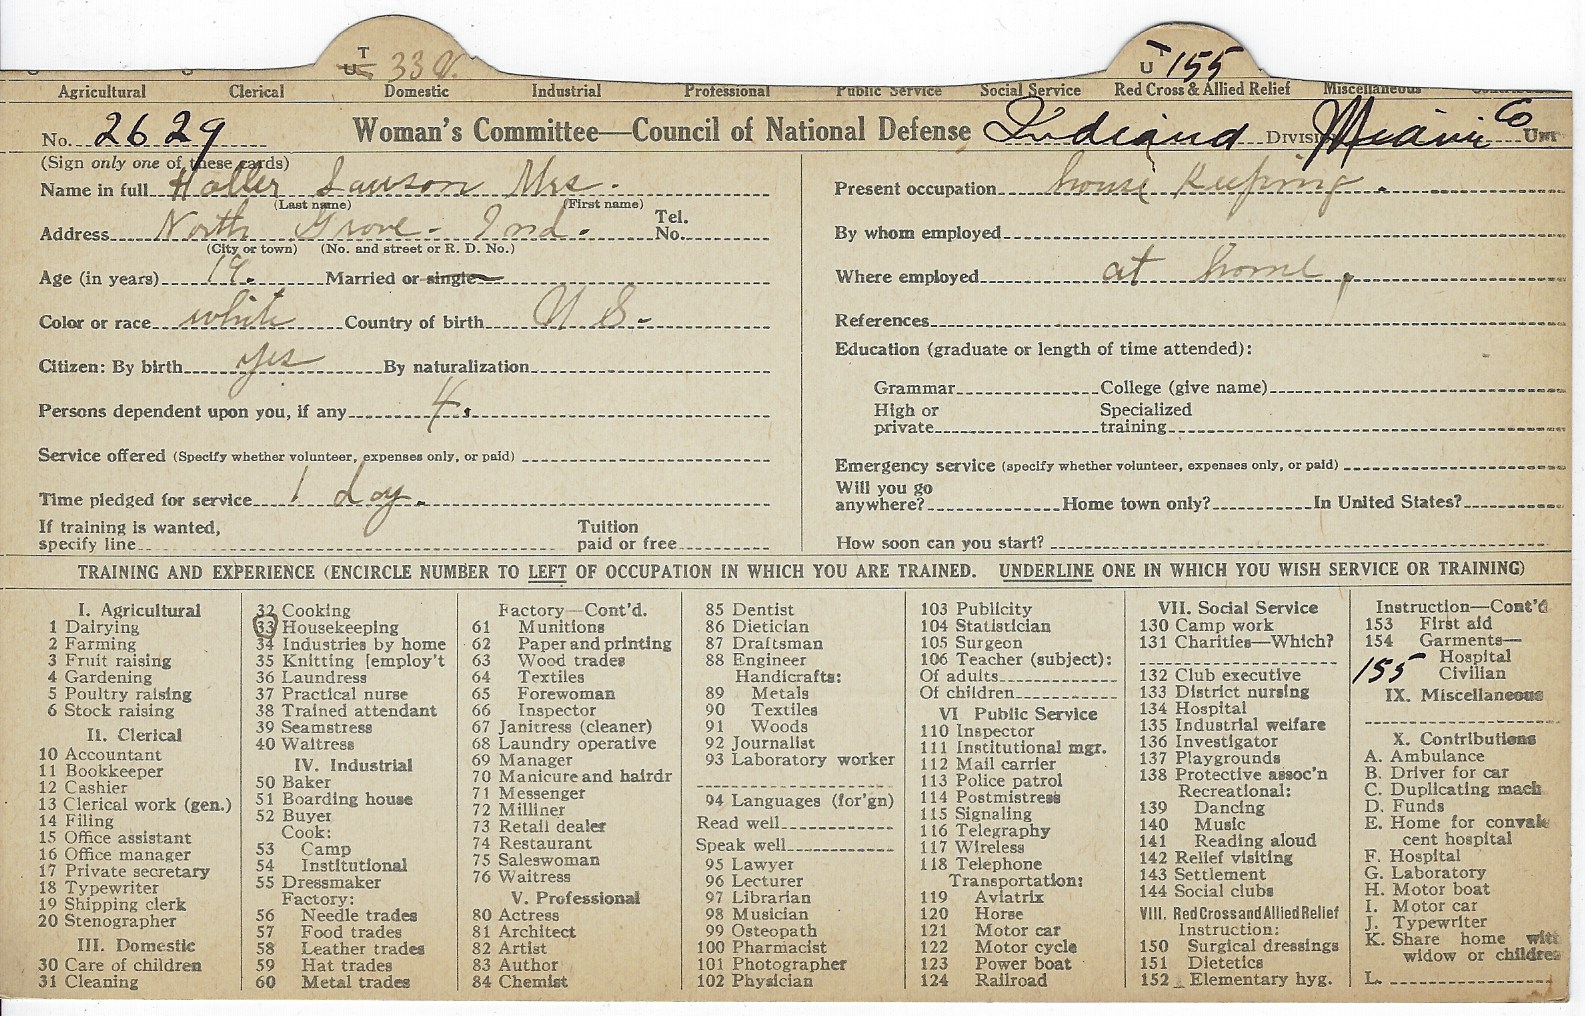 T
U 33
T
U 155
Agricultural Clerical Domestic Industrial Professional Public Service Social Service Red Cross & Allied Relief Miscellaneous
No. 2629 Woman's Committee—Council of National Defense Indiana Miami Co
(Sign only one of these cards)
Name in full Haller Lawson Mrs.
(Last name) (First name)
Address North Grove. Ind. Tel. No.
(City or town) (No. and street or R. D. No.)
Age (in years) 19. Married or single
Color or race white Country of birth U S.
Citizen: By birth yes By naturalization
Persons dependent upon you, if any 4.
Service offered (Specify whether volunteer, expenses only, or paid)
Time pledged for service 1 day.
If training is wanted,
specify line
Tuition
paid or free
Present occupation house keeping.
By whom employed
Where employed at home.
References
Education (graduate or length of time attended):
Grammar College (give name)
High or
private
Specialized
training
Emergency service (specify whether volunteer, expenses only, or paid)
Will you go
anywhere? Home town only? In United States?
How soon can you start?
TRAINING AND EXPERIENCE (ENCIRCLE NUMBER TO LEFT OF OCCUPATION IN WHICH YOU ARE TRAINED. UNDERLINE ONE IN WHICH YOU WISH SERVICE OR TRAINING)
I. Agricultural
1 Dairying
2 Farming
3 Fruit raising
4 Gardening
5 Poultry raising
6 Stock raising
II. Clerical
10 Accountant
11 Bookkeeper
12 Cashier
13 Clerical work (gen.)
14 Filing
15 Office assistant
16 Office manager
17 Private secretary
18 Typewriter
19 Shipping clerk
20 Stenographer
III. Domestic
30 Care of children
31 Cleaning
32 Cooking
33 Housekeeping
34 Industries by home
35 Knitting [employ't
36 Laundress
37 Practical nurse
38 Trained attendant
39 Seamstress
40 Waitress
IV. Industrial
50 Baker
51 Boarding house
52 Buyer
Cook:
53 Camp
54 Institutional
55 Dressmaker
Factory:
56 Needle trades
57 Food trades
58 Leather trades
59 Hat trades
60 Metal trades
Factory—Cont'd.
61 Munitions
62 Paper and printing
63 Wood trades
64 Textiles
65 Forewoman
66 Inspector
67 Janitress (cleaner)
68 Laundry operative
69 Manager
70 Manicure and hairdr
71 Messenger
72 Milliner
73 Retail dealer
74 Restaurant
75 Saleswoman
76 Waitress
V. Professional
80 Actress
81 Architect
82 Artist
83 Author
84 Chemist
85 Dentist
86 Dietician
87 Draftsman
88 Engineer
Handicrafts:
89 Metals
90 Textiles
91 Woods
92 Journalist
93 Laboratory worker
94 Languages (for'gn)
Read well
Speak well
95 Lawyer
96 Lecturer
97 Librarian
98 Musician
99 Osteopath
100 Pharmacist
101 Photographer
102 Physician
103 Publicity
104 Statistician
105 Surgeon
106 Teacher (subject):
Of adults
Of children
VI Public Service
110 Inspector
111 Institutional mgr.
112 Mail carrier
113 Police patrol
114 Postmistress
115 Signaling
116 Telegraphy
117 Wireless
118 Telephone
Transportation:
119 Aviatrix
120 Horse
121 Motor car
122 Motor cycle
123 Power boat
124 Railroad
VII. Social Service
130 Camp work
131 Charities—Which?
132 Club executive
133 District nursing
134 Hospital
135 Industrial welfare
136 Investigator
137 Playgrounds
138 Protective assoc'n
Recreational:
139 Dancing
140 Music
141 Reading aloud
142 Relief visiting
143 Settlement
144 Social clubs
VIII. Red Cross and Allied Relief
Instruction:
150 Surgical dressings
151 Dietetics
152 Elementary hyg.
Instruction—Cont'd
153 First aid
154 Garments—
Hospital
155 Civilian
IX. Miscellaneous
X. Contributions
A. Ambulance
B. Driver for car
C. Duplicating mach
D. Funds
E. Home for convale
cent hospital
F. Hospital
G. Laboratory
H. Motor boat
I. Motor car
J. Typewriter
K. Share home with
widow or children
L.